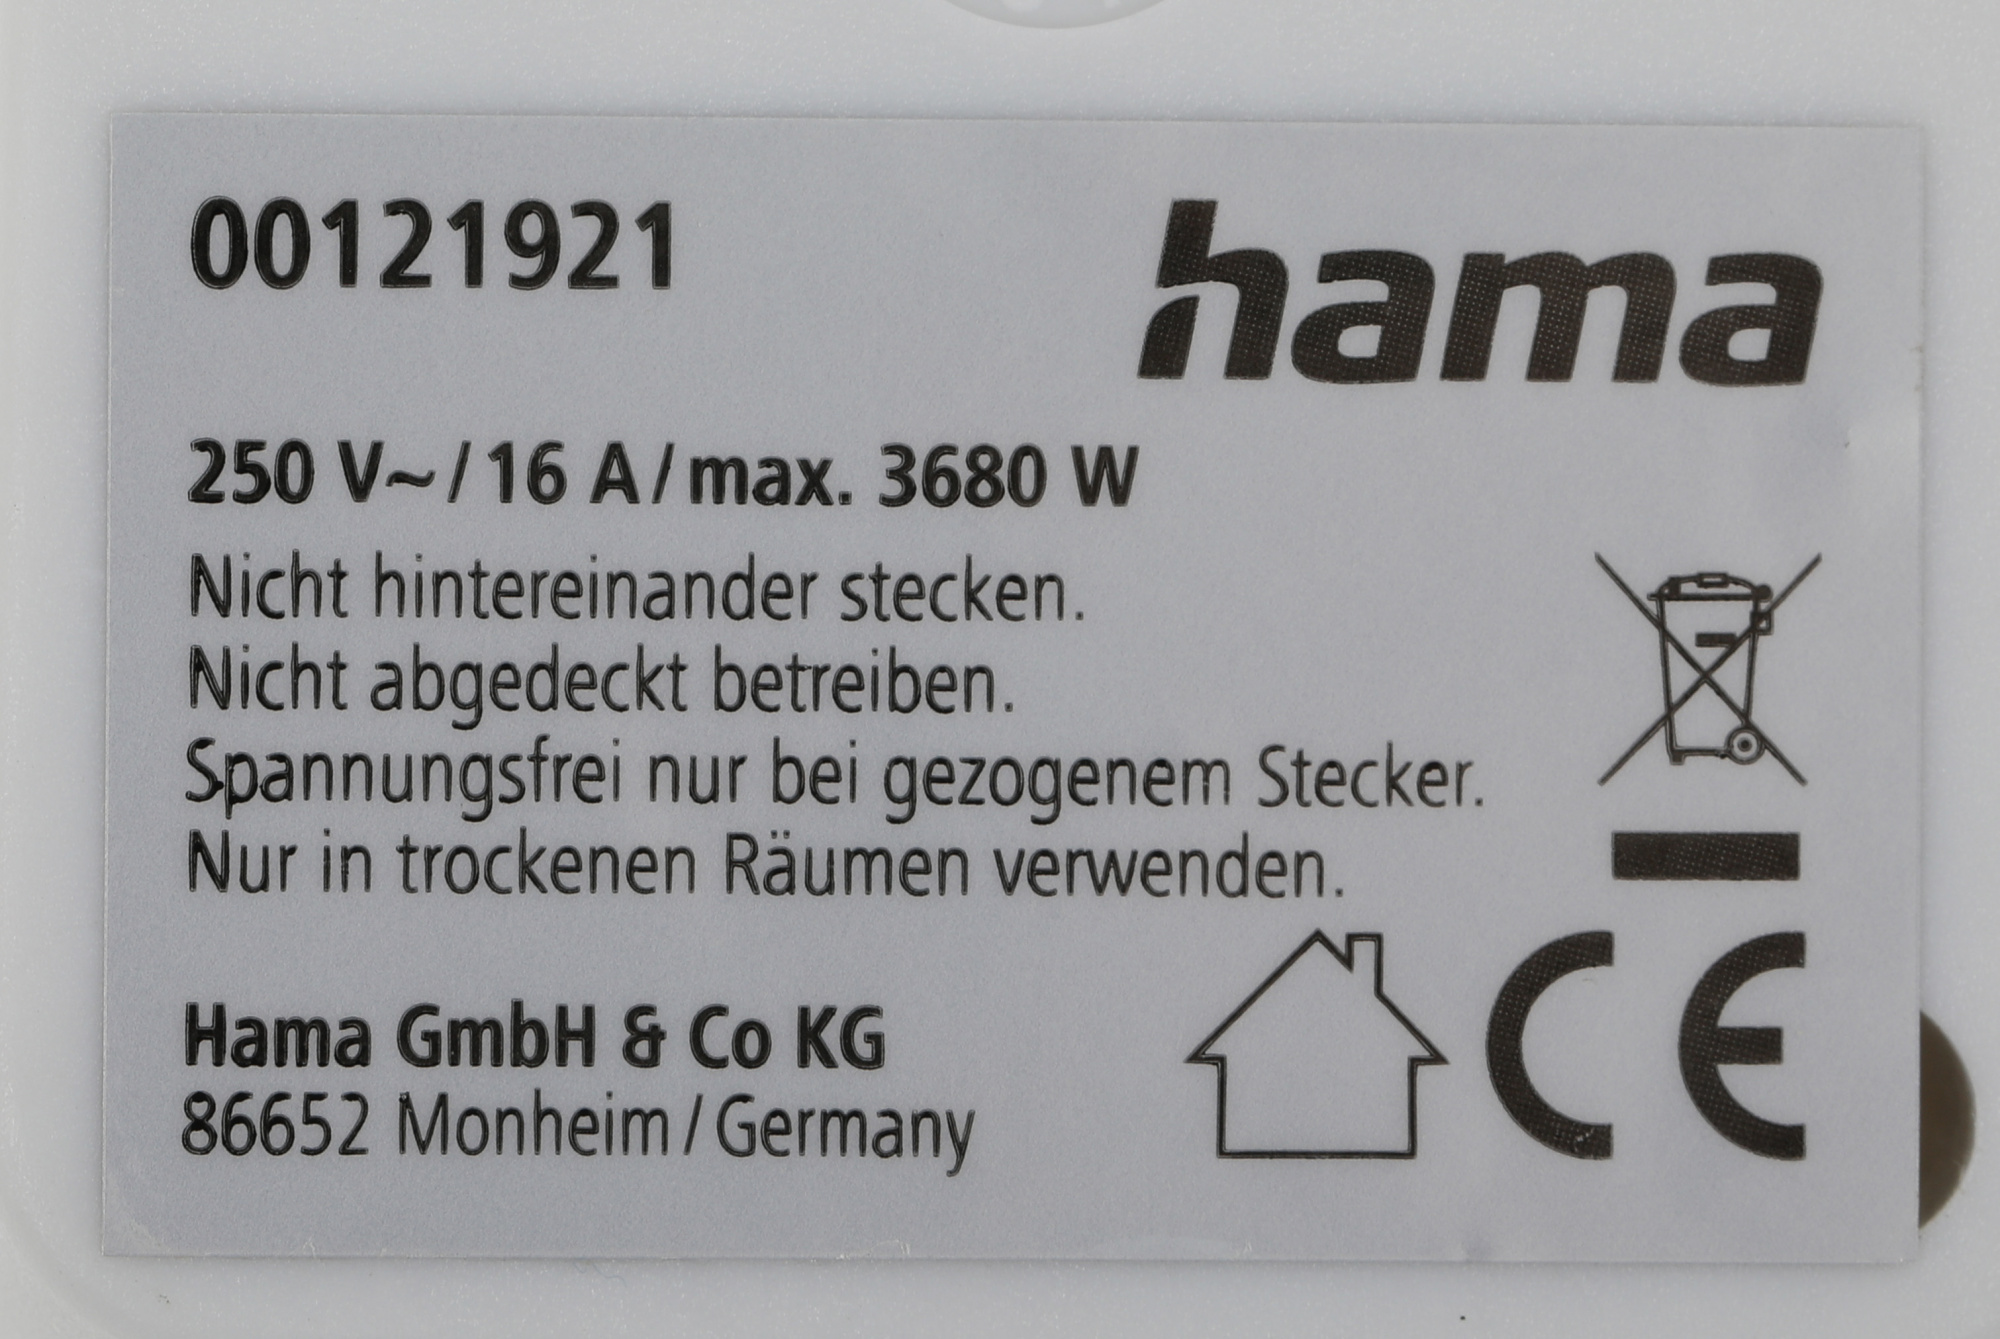 00121921
hama
250 V~/ 16 A / max. 3680 W
Nicht hintereinander stecken.
Nicht abgedeckt betreiben.
Spannungsfrei nur bei gezogenem Stecker.
Nur in trockenen Räumen verwenden.
CE
Hama GmbH & Co KG
86652 Monheim / Germany